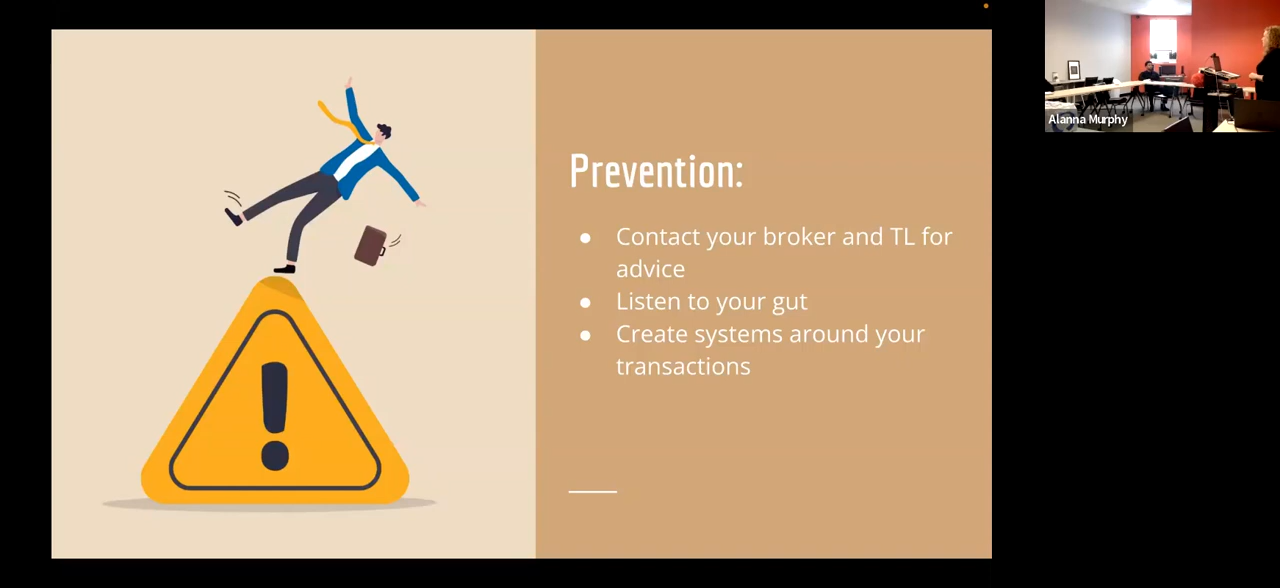 Prevention:
● Contact your broker and TL for
advice
● Listen to your gut
● Create systems around your
transactions
Alanna Murphy